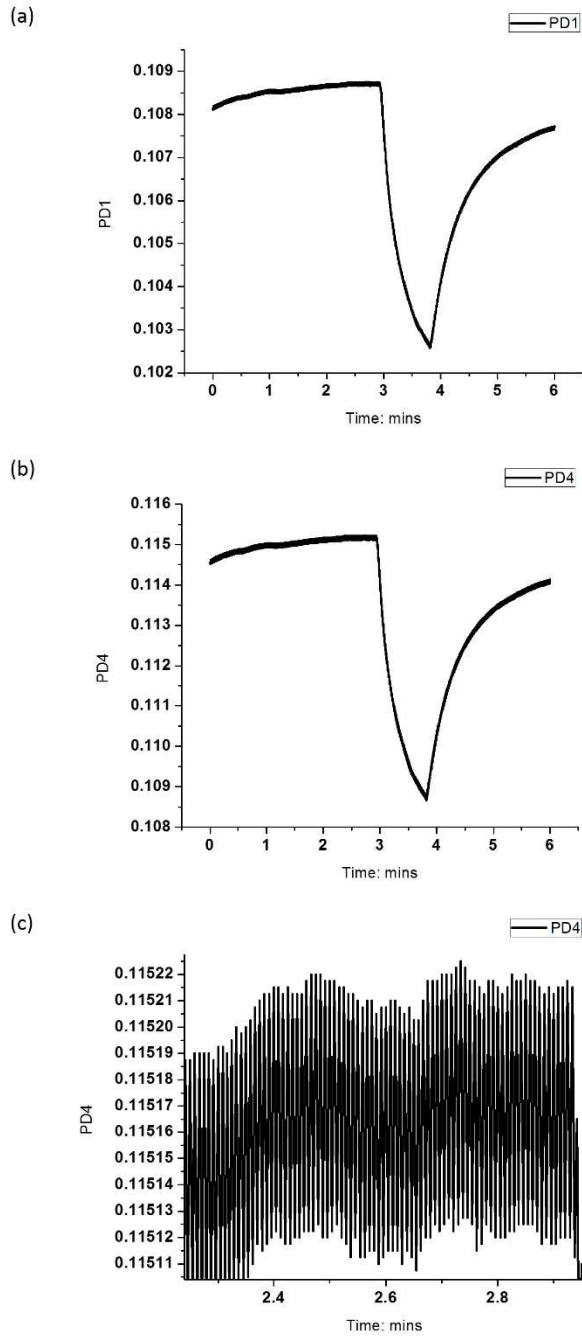 (a)
PD1
0.109
0.108
0.107
0.106
0.105
0.104
0.103
0.102
PD1
0 1 2 3 4 5 6
Time: mins
(b)
PD4
0.116
0.115
0.114
0.113
0.112
0.111
0.110
0.109
0.108
PD4
0 1 2 3 4 5 6
Time: mins
(c)
PD4
0.11522
0.11521
0.11520
0.11519
0.11518
0.11517
0.11516
0.11515
0.11514
0.11513
0.11512
0.11511
PD4
2.4 2.6 2.8
Time: mins